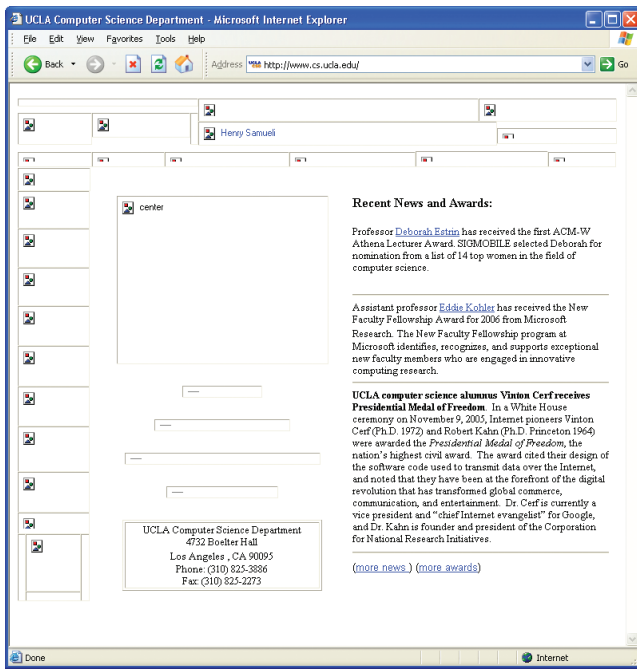 UCLA Computer Science Department - Microsoft Internet Explorer
File Edit View Favorites Tools Help
Back Address http://www.cs.ucla.edu/ Go
Henry Samueli
center
Recent News and Awards:
Professor Deborah Estrin has received the first ACM-W
Athena Lecturer Award. SIGMOBILE selected Deborah for
nomination from a list of 14 top women in the field of
computer science.
Assistant professor Eddie Kohler has received the New
Faculty Fellowship Award for 2006 from Microsoft
Research. The New Faculty Fellowship program at
Microsoft identifies, recognizes, and supports exceptional
new faculty members who are engaged in innovative
computing research.
UCLA computer science alumnus Vinton Cerf receives
Presidential Medal of Freedom. In a White House
ceremony on November 9, 2005, Internet pioneers Vinton
Cerf (Ph.D. 1972) and Robert Kahn (Ph.D. Princeton 1964)
were awarded the Presidential Medal of Freedom, the
nation's highest civil award. The award cited their design of
the software code used to transmit data over the Internet,
and noted that they have been at the forefront of the digital
revolution that has transformed global commerce,
communication, and entertainment. Dr. Cerf is currently a
vice president and "chief Internet evangelist" for Google,
and Dr. Kahn is founder and president of the Corporation
for National Research Initiatives.
(more news ) (more awards)
UCLA Computer Science Department
4732 Boelter Hall
Los Angeles , CA 90095
Phone: (310) 825-3886
Fax: (310) 825-2273
Done Internet